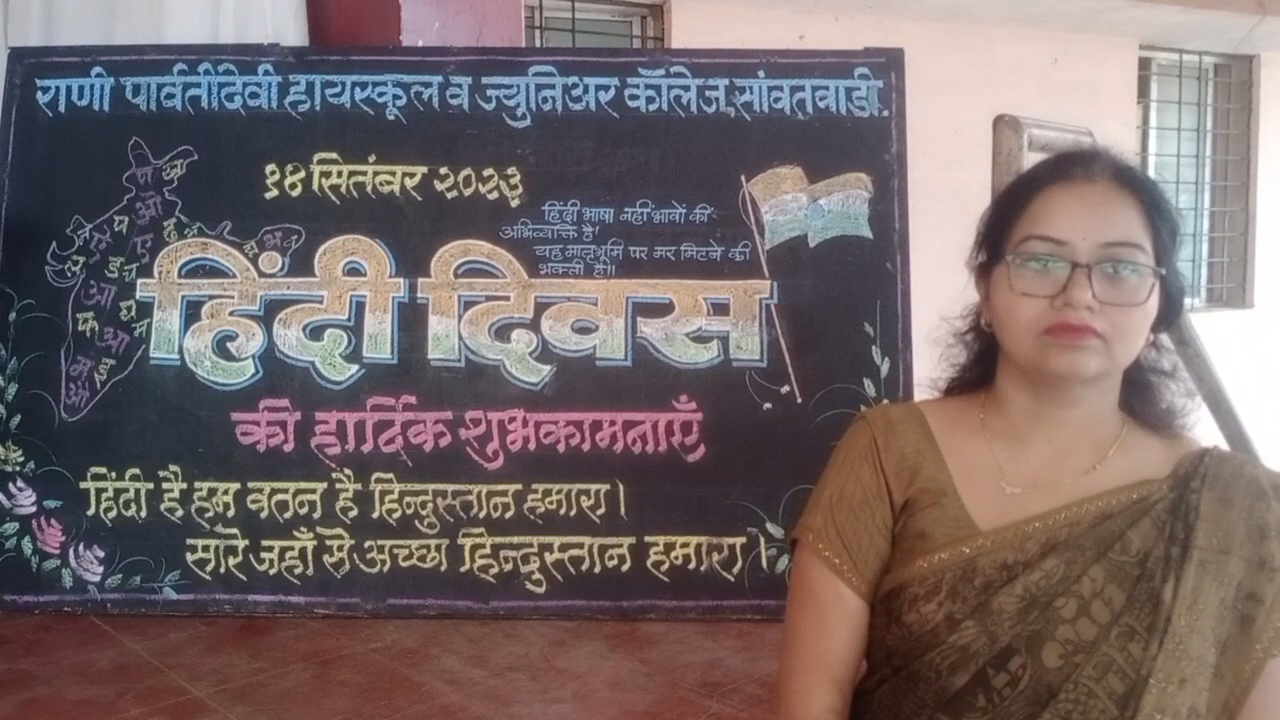 राणी पार्वतीदेवी हायस्कूल व ज्युनिअर कॉलेज, सांवतवाडी.
१४ सितंबर २०२३
हिंदी भाषा नहीं भावों की
अभिव्यक्ति है।
यह मातृभूमि पर मर मिटने की
भक्ती है।।
हिंदी दिवस
की हार्दिक शुभकामनाएँ
हिंदी है हम वतन है हिन्दुस्तान हमारा।
सारे जहाँ से अच्छा हिन्दुस्तान हमारा।